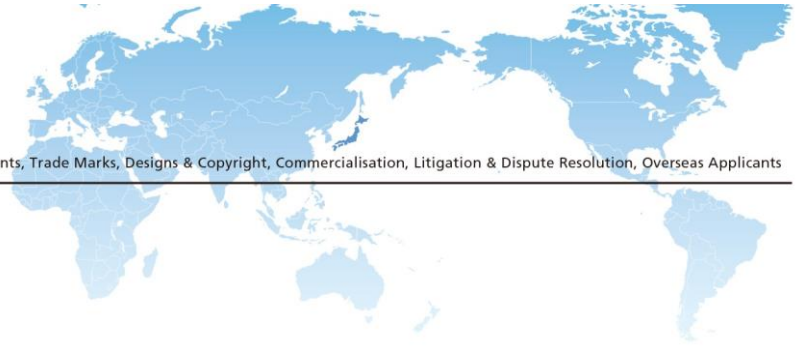 nts, Trade Marks, Designs & Copyright, Commercialisation, Litigation & Dispute Resolution, Overseas Applicants